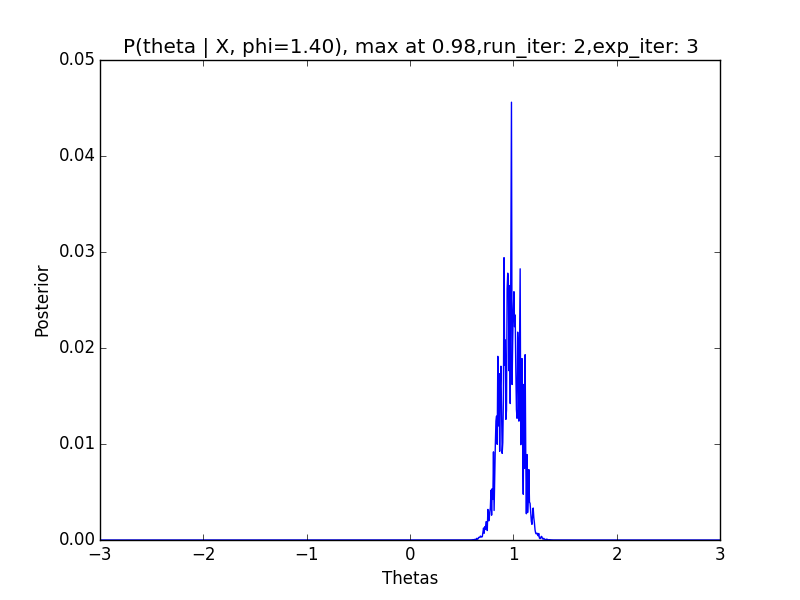 P(theta | X, phi=1.40), max at 0.98,run_iter: 2,exp_iter: 3
0.05
0.04
0.03
0.02
0.01
0.00
Posterior
−3 −2 −1 0 1 2 3
Thetas